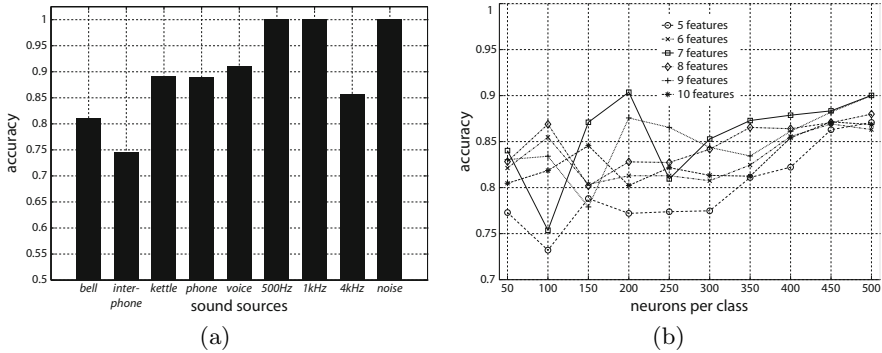 1
0.95
0.9
0.85
0.8
0.75
0.7
0.65
0.6
0.55
0.5
accuracy
bell
inter-
phone
kettle
phone
voice
500Hz
1kHz
4kHz
noise
sound sources
(a)
1
0.95
0.9
0.85
0.8
0.75
0.7
accuracy
5 features
6 features
7 features
8 features
9 features
10 features
50 100 150 200 250 300 350 400 450 500
neurons per class
(b)